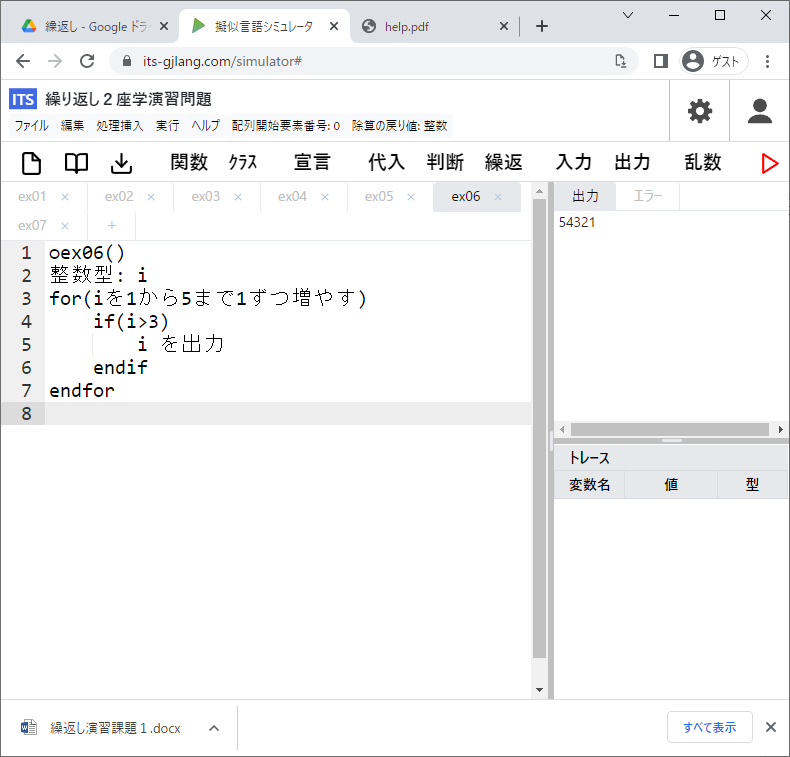 繰返し - Google ドライ
擬似言語シミュレータ
help.pdf
its-gjlang.com/simulator#
ゲスト
ITS 繰り返し２座学演習問題
ファイル 編集 処理挿入 実行 ヘルプ 配列開始要素番号: 0 除算の戻り値: 整数
関数 クラス 宣言 代入 判断 繰返 入力 出力 乱数
ex01 ex02 ex03 ex04 ex05 ex06
ex07
出力 エラー
54321
1 oex06()
2 整数型: i
3 for(iを1から5まで1ずつ増やす)
4 if(i>3)
5 i を出力
6 endif
7 endfor
8
トレース
変数名 値 型
繰返し演習課題１.docx
すべて表示